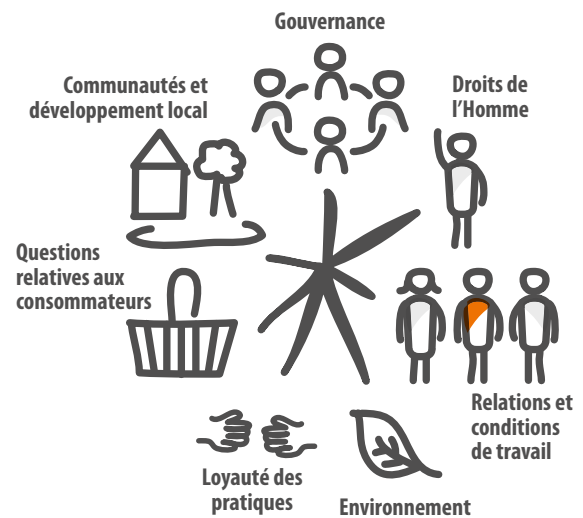 Gouvernance
Communautés et
développement local
Droits de
l'Homme
Questions
relatives aux
consommateurs
Relations et
conditions
de travail
Loyauté des
pratiques
Environnement